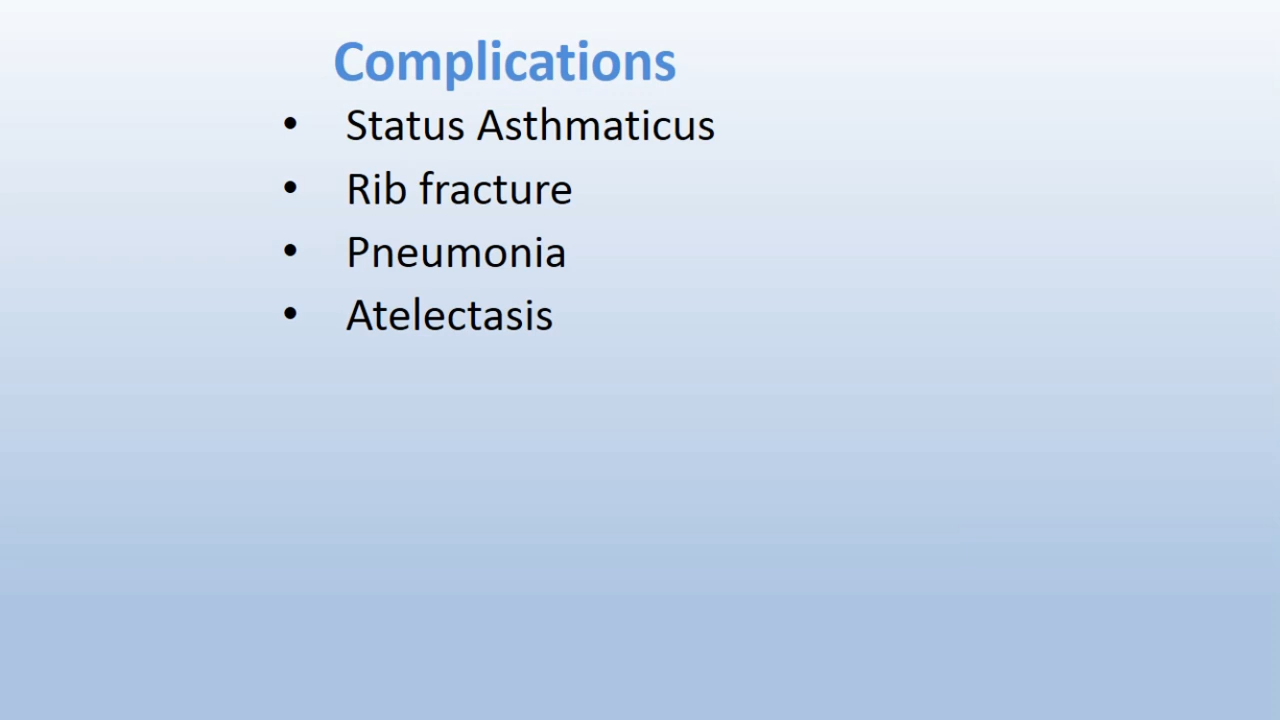 Complications
• Status Asthmaticus
• Rib fracture
• Pneumonia
• Atelectasis